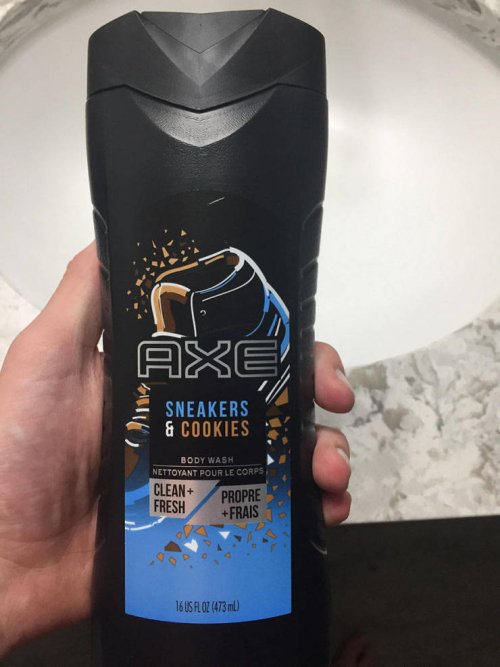 AXE
SNEAKERS
& COOKIES
BODY WASH
NETTOYANT POUR LE CORPS
CLEAN+
FRESH
PROPRE
+FRAIS
16 US FL OZ (473 mL)